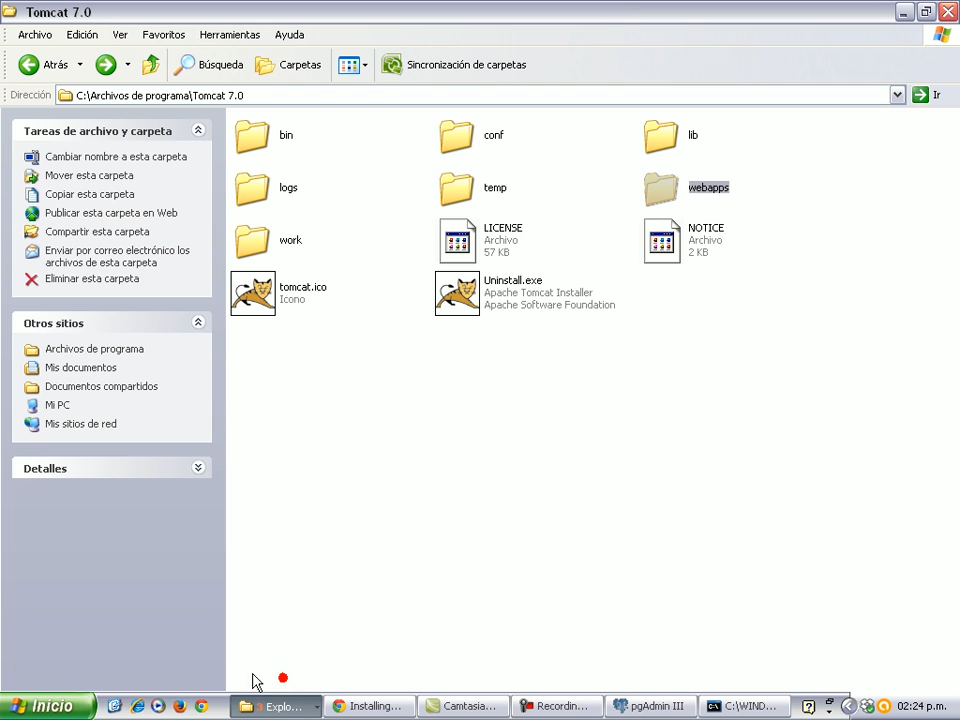 Tomcat 7.0
Archivo Edición Ver Favoritos Herramientas Ayuda
Atrás Búsqueda Carpetas Sincronización de carpetas
Dirección C:\Archivos de programa\Tomcat 7.0 Ir
Tareas de archivo y carpeta
Cambiar nombre a esta carpeta
Mover esta carpeta
Copiar esta carpeta
Publicar esta carpeta en Web
Compartir esta carpeta
Enviar por correo electrónico los
archivos de esta carpeta
Eliminar esta carpeta
Otros sitios
Archivos de programa
Mis documentos
Documentos compartidos
Mi PC
Mis sitios de red
Detalles
bin
conf
lib
logs
temp
webapps
work
LICENSE
Archivo
57 KB
NOTICE
Archivo
2 KB
tomcat.ico
Icono
Uninstall.exe
Apache Tomcat Installer
Apache Software Foundation
Inicio 3 Explo... Installing... Camtasia... Recordin... pgAdmin III C:\WIND... 02:24 p.m.